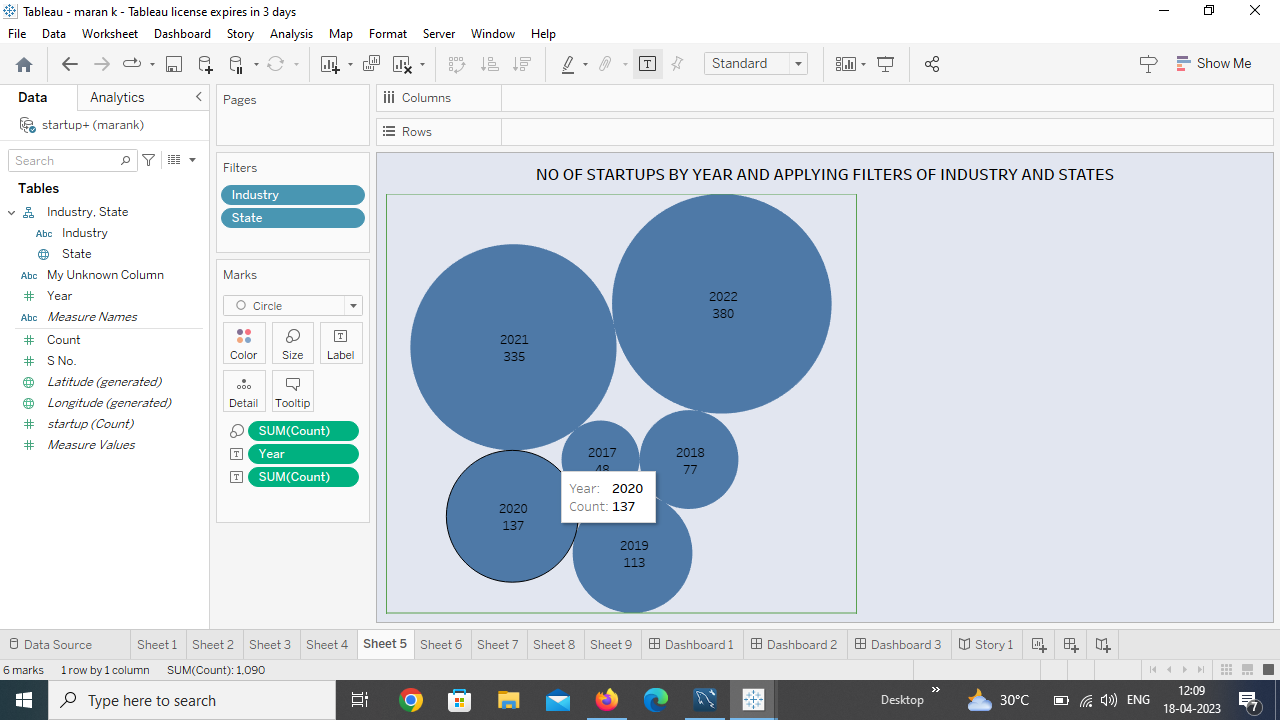 Tableau - maran k - Tableau license expires in 3 days
File Data Worksheet Dashboard Story Analysis Map Format Server Window Help
Standard
Show Me
Data Analytics
startup+ (marank)
Search
Tables
Industry, State
Abc Industry
State
Abc My Unknown Column
Year
Abc Measure Names
Count
S No.
Latitude (generated)
Longitude (generated)
startup (Count)
Measure Values
Pages
Filters
Industry
State
Marks
Circle
Color Size Label
Detail Tooltip
SUM(Count)
Year
SUM(Count)
Columns
Rows
NO OF STARTUPS BY YEAR AND APPLYING FILTERS OF INDUSTRY AND STATES
2022
380
2021
335
2017
48
2018
77
Year: 2020
Count: 137
2020
137
2019
113
Data Source Sheet 1 Sheet 2 Sheet 3 Sheet 4 Sheet 5 Sheet 6 Sheet 7 Sheet 8 Sheet 9 Dashboard 1 Dashboard 2 Dashboard 3 Story 1
6 marks 1 row by 1 column SUM(Count): 1.090
Type here to search
Desktop
30°C
ENG
12:09
18-04-2023
7